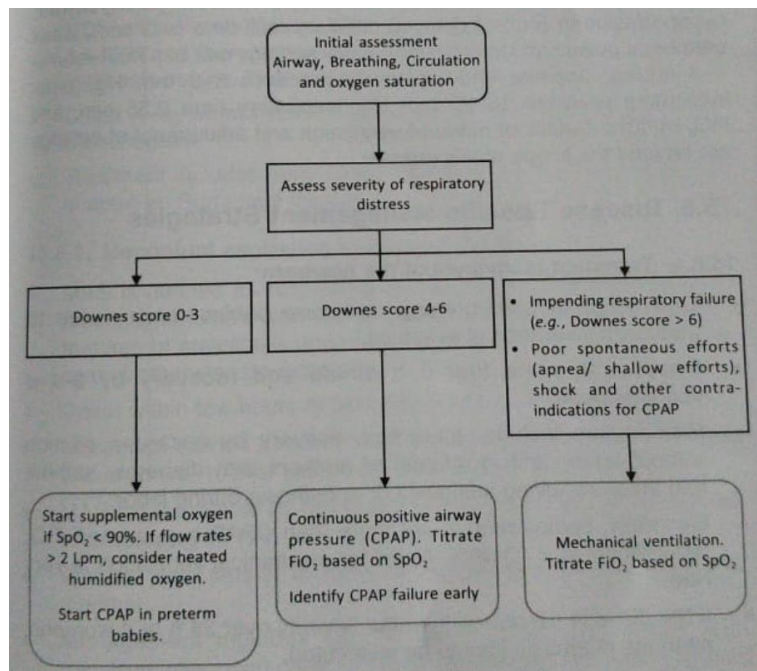 Initial assessment
Airway, Breathing, Circulation
and oxygen saturation
Assess severity of respiratory
distress
Downes score 0-3
Downes score 4-6
• Impending respiratory failure
(e.g., Downes score > 6)
• Poor spontaneous efforts
(apnea/ shallow efforts),
shock and other contra-
indications for CPAP
Start supplemental oxygen
if SpO₂ < 90%. If flow rates
> 2 Lpm, consider heated
humidified oxygen.
Start CPAP in preterm
babies.
Continuous positive airway
pressure (CPAP). Titrate
FiO₂ based on SpO₂
Identify CPAP failure early
Mechanical ventilation.
Titrate FiO₂ based on SpO₂